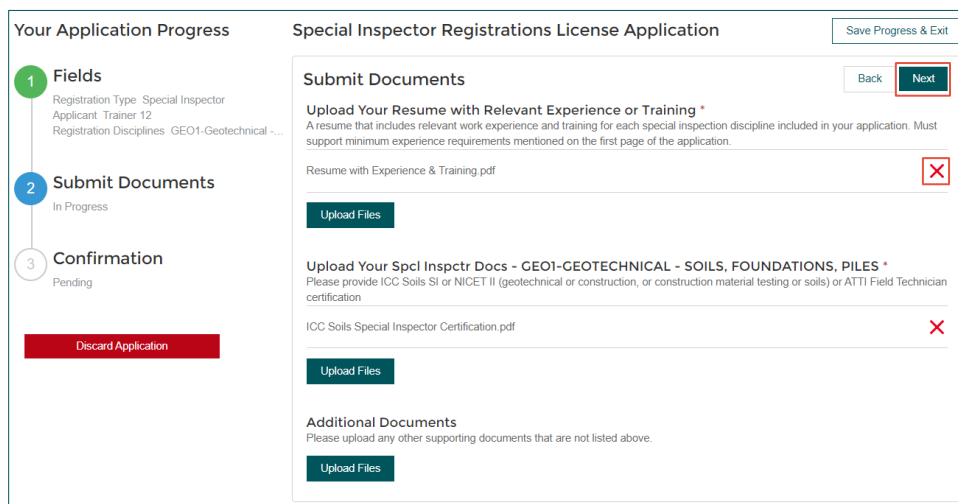 Your Application Progress
Special Inspector Registrations License Application
Save Progress & Exit
1
Fields
Registration Type Special Inspector
Applicant Trainer 12
Registration Disciplines GEO1-Geotechnical -...
2
Submit Documents
In Progress
3
Confirmation
Pending
Discard Application
Submit Documents
Back
Next
Upload Your Resume with Relevant Experience or Training *
A resume that includes relevant work experience and training for each special inspection discipline included in your application. Must
support minimum experience requirements mentioned on the first page of the application.
Resume with Experience & Training.pdf
Upload Files
Upload Your Spcl Inspctr Docs - GEO1-GEOTECHNICAL - SOILS, FOUNDATIONS, PILES *
Please provide ICC Soils SI or NICET II (geotechnical or construction, or construction material testing or soils) or ATTI Field Technician
certification
ICC Soils Special Inspector Certification.pdf
Upload Files
Additional Documents
Please upload any other supporting documents that are not listed above.
Upload Files